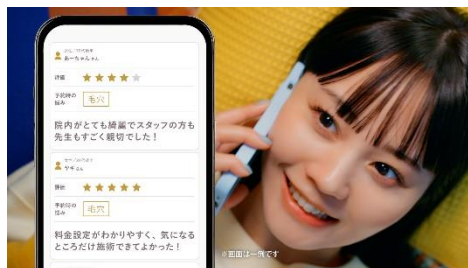 あーちゃんさん
評価 ★★★★★
予約時の
悩み 毛穴
院内がとても綺麗でスタッフの方も
先生もすごく親切でした！
ヤギさん
評価 ★★★★★
予約時の
悩み 毛穴
料金設定がわかりやすく、気になる
ところだけ施術できてよかった！
※画面は一例です